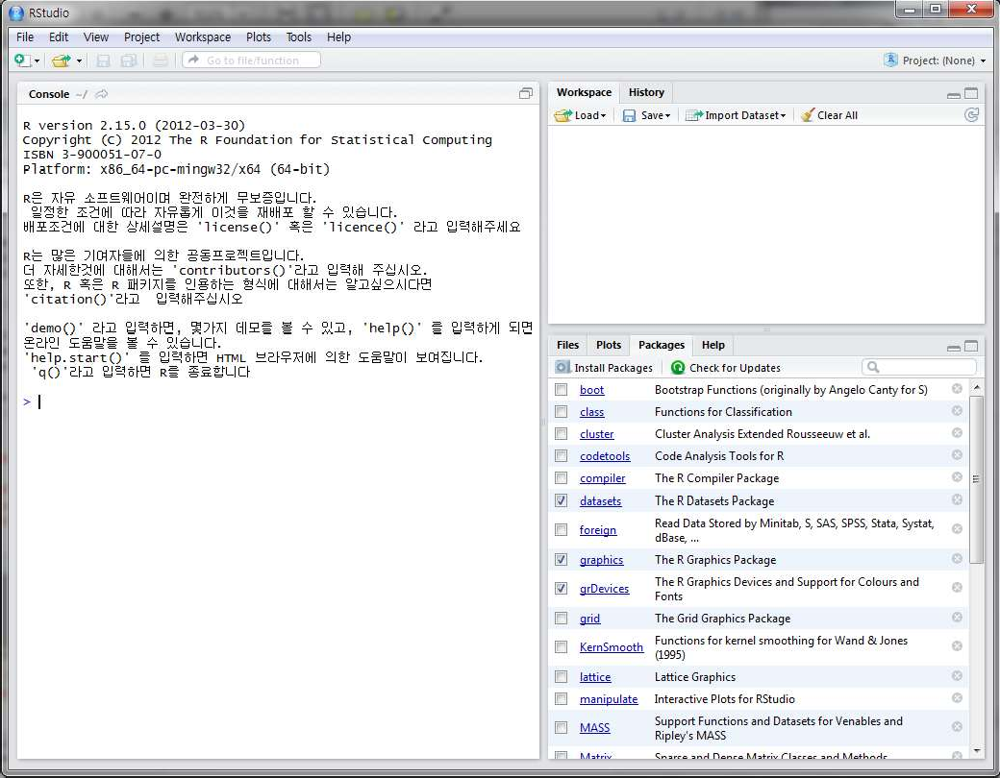 RStudio
File Edit View Project Workspace Plots Tools Help
Go to file/function
Project: (None)
Console ~/
R version 2.15.0 (2012-03-30)
Copyright (C) 2012 The R Foundation for Statistical Computing
ISBN 3-900051-07-0
Platform: x86_64-pc-mingw32/x64 (64-bit)
R은 자유 소프트웨어이며 완전하게 무보증입니다.
일정한 조건에 따라 자유롭게 이것을 재배포 할 수 있습니다.
배포조건에 대한 상세설명은 'license()' 혹은 'licence()' 라고 입력해주세요
R는 많은 기여자들에 의한 공동프로젝트입니다.
더 자세한것에 대해서는 'contributors()'라고 입력해 주십시오.
또한, R 혹은 R 패키지를 인용하는 형식에 대해서는 알고싶으시다면
'citation()'라고 입력해주십시오
'demo()' 라고 입력하면, 몇가지 데모를 볼 수 있고, 'help()' 를 입력하게 되면
온라인 도움말을 볼 수 있습니다.
'help.start()' 를 입력하면 HTML 브라우저에 의한 도움말이 보여집니다.
'q()'라고 입력하면 R를 종료합니다
>
Workspace History
Load Save Import Dataset Clear All
Files Plots Packages Help
Install Packages Check for Updates
boot Bootstrap Functions (originally by Angelo Canty for S)
class Functions for Classification
cluster Cluster Analysis Extended Rousseeuw et al.
codetools Code Analysis Tools for R
compiler The R Compiler Package
datasets The R Datasets Package
foreign Read Data Stored by Minitab, S, SAS, SPSS, Stata, Systat,
dBase, ...
graphics The R Graphics Package
grDevices The R Graphics Devices and Support for Colours and
Fonts
grid The Grid Graphics Package
KernSmooth Functions for kernel smoothing for Wand & Jones
(1995)
lattice Lattice Graphics
manipulate Interactive Plots for RStudio
MASS Support Functions and Datasets for Venables and
Ripley's MASS
Matrix Sparse and Dense Matrix Classes and Methods